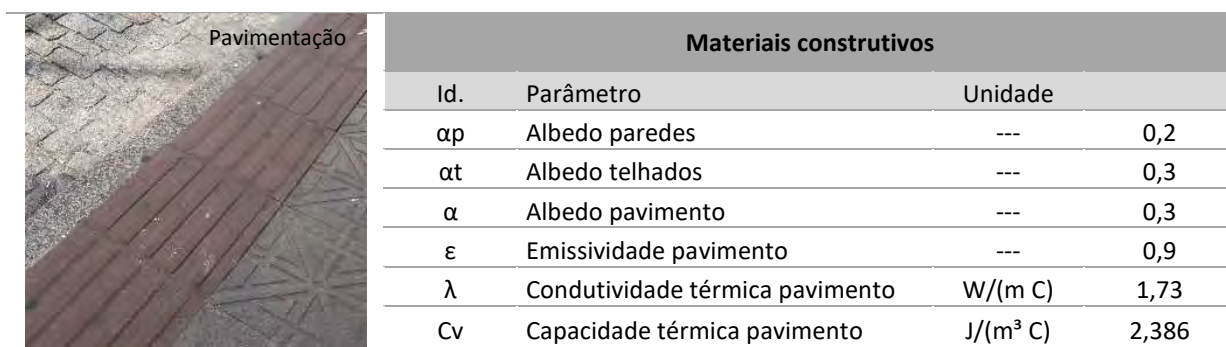 Pavimentação
Materiais construtivos
Id. Parâmetro Unidade
αp Albedo paredes --- 0,2
αt Albedo telhados --- 0,3
α Albedo pavimento --- 0,3
ε Emissividade pavimento --- 0,9
λ Condutividade térmica pavimento W/(m C) 1,73
Cv Capacidade térmica pavimento J/(m³ C) 2,386